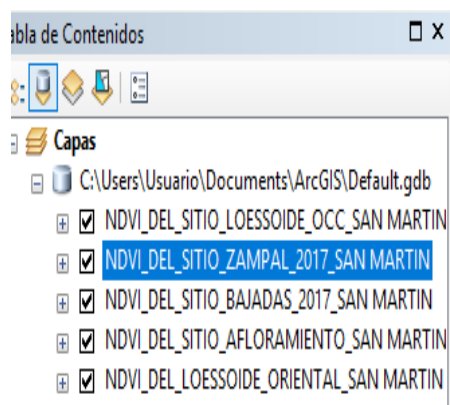 abla de Contenidos
Capas
C:\Users\Usuario\Documents\ArcGIS\Default.gdb
NDVI_DEL_SITIO_LOESSOIDE_OCC_SAN MARTIN
NDVI_DEL_SITIO_ZAMPAL_2017_SAN MARTIN
NDVI_DEL_SITIO_BAJADAS_2017_SAN MARTIN
NDVI_DEL_SITIO_AFLORAMIENTO_SAN MARTIN
NDVI_DEL_LOESSOIDE_ORIENTAL_SAN MARTIN